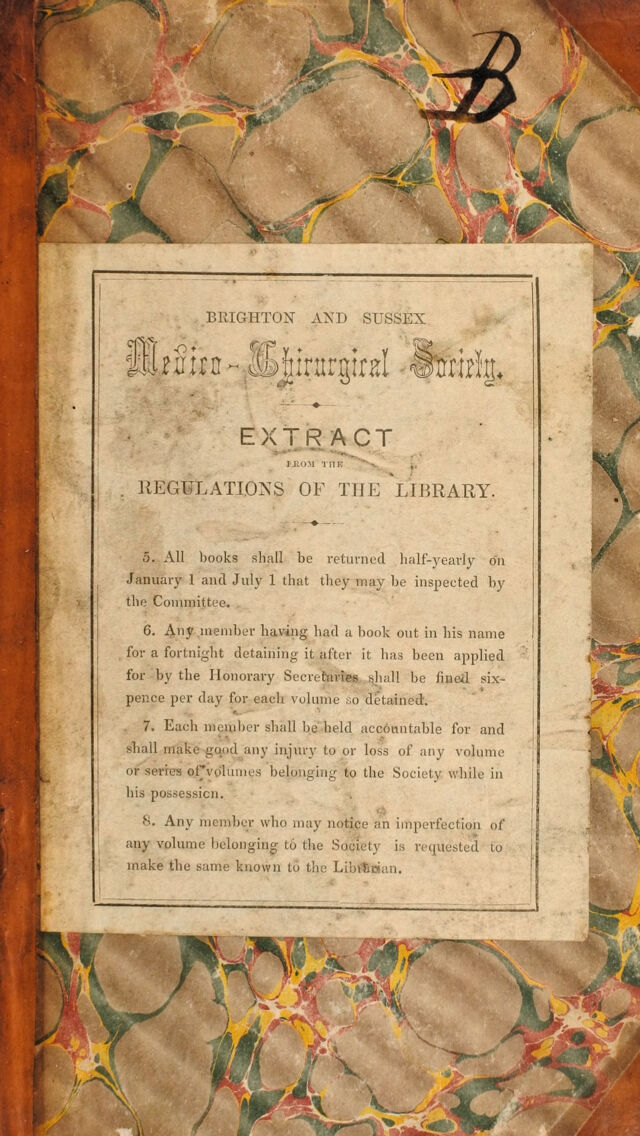 B
BRIGHTON AND SUSSEX
Medico-Chirurgical Society.
EXTRACT
FROM THE
REGULATIONS OF THE LIBRARY.
5. All books shall be returned half-yearly on
January 1 and July 1 that they may be inspected by
the Committee.
6. Any member having had a book out in his name
for a fortnight detaining it after it has been applied
for by the Honorary Secretaries shall be fined six-
pence per day for each volume so detained.
7. Each member shall be held accountable for and
shall make good any injury to or loss of any volume
or series of volumes belonging to the Society while in
his possession.
8. Any member who may notice an imperfection of
any volume belonging to the Society is requested to
make the same known to the Librarian.